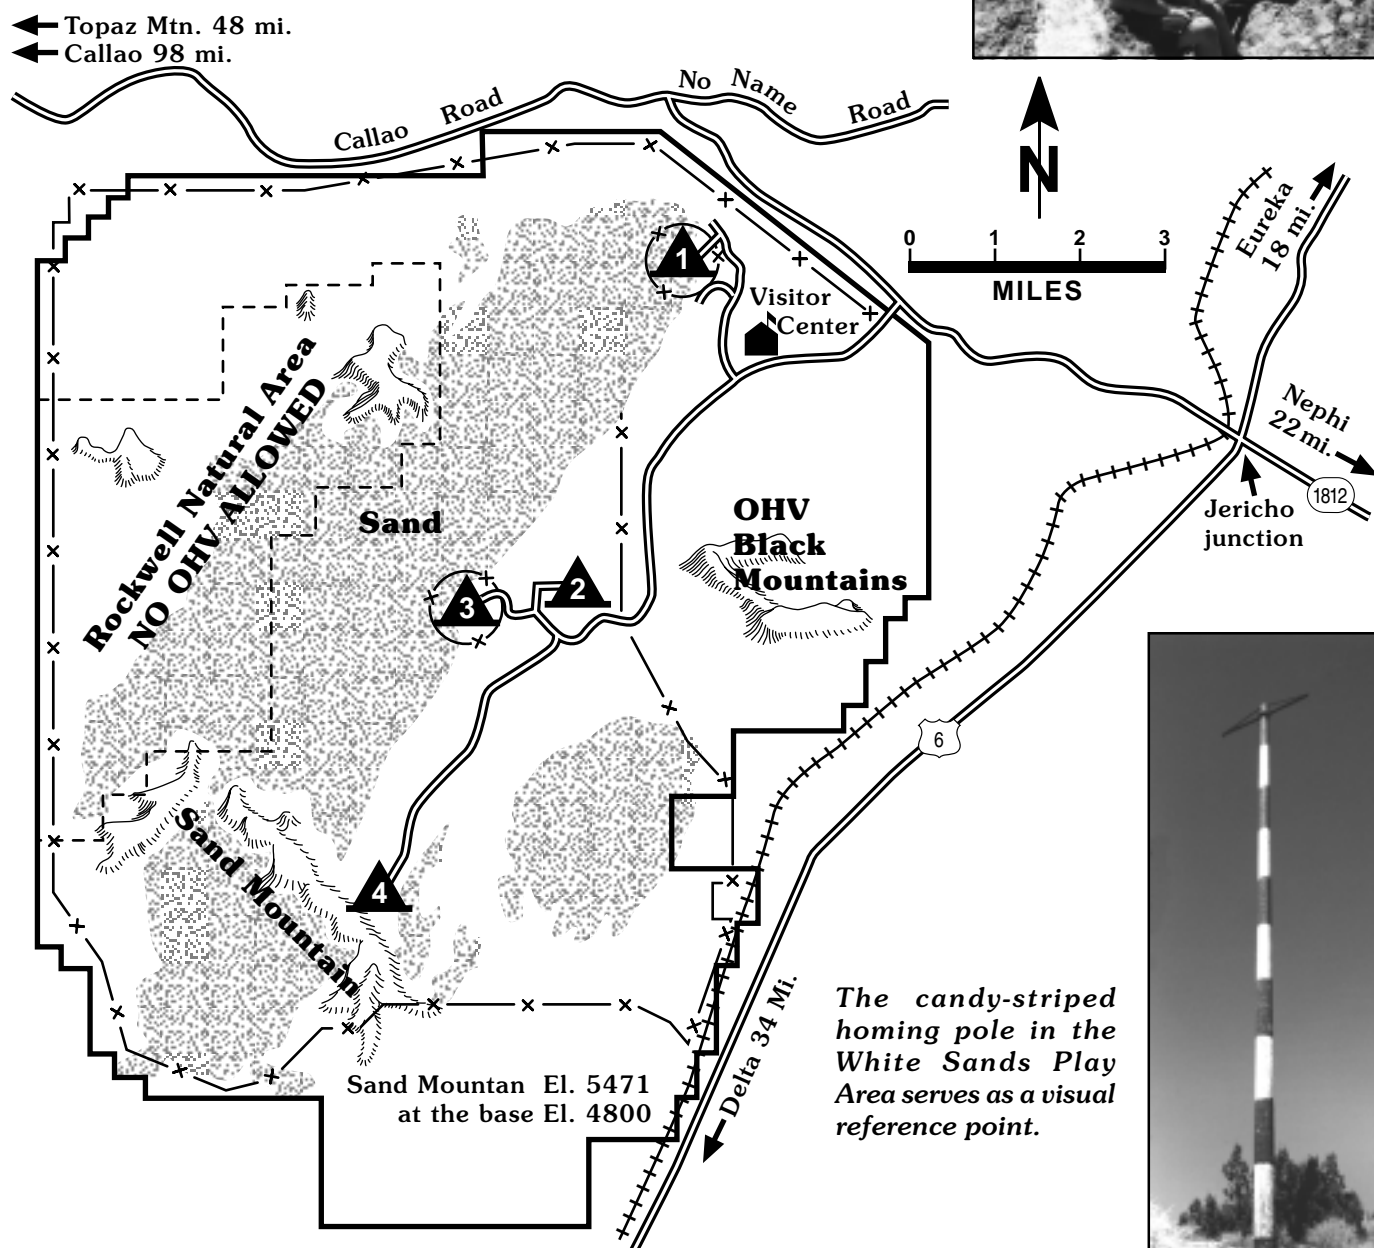 Topaz Mtn. 48 mi.
Callao 98 mi.
Callao Road
No Name Road
N
0 1 2 3
MILES
Eureka
18 mi.
1
Visitor
Center
Rockwell Natural Area
NO OHV ALLOWED
Nephi
22 mi.
1812
Jericho
junction
Sand
OHV
Black
Mountains
2
3
6
Sand Mountain
4
Delta 34 Mi.
Sand Mountan El. 5471
at the base El. 4800
The candy-striped
homing pole in the
White Sands Play
Area serves as a visual
reference point.